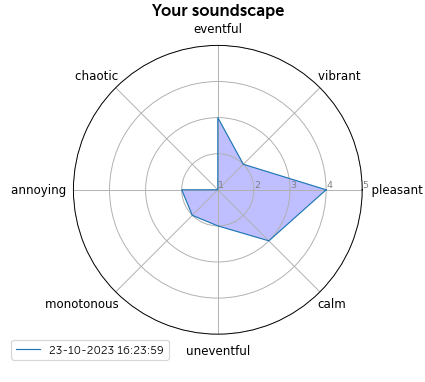 Your soundscape
eventful
chaotic
vibrant
annoying
1
2
3
4
5
pleasant
monotonous
calm
uneventful
23-10-2023 16:23:59